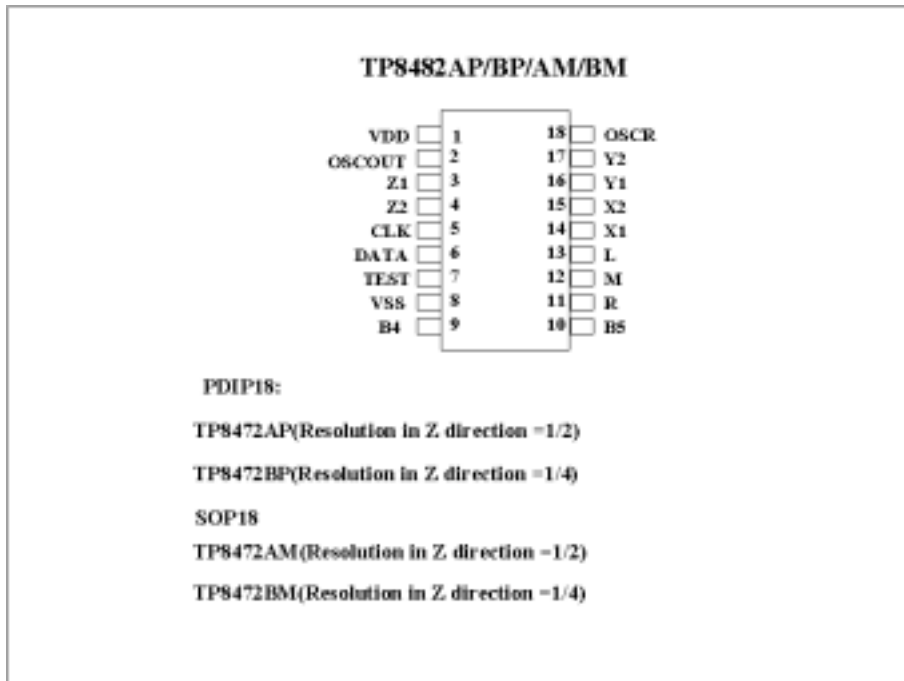 TP8482AP/BP/AM/BM
VDD 1 18 OSCR
OSCOUT 2 17 Y2
Z1 3 16 Y1
Z2 4 15 X2
CLK 5 14 X1
DATA 6 13 L
TEST 7 12 M
VSS 8 11 R
B4 9 10 B5
PDIP18:
TP8472AP(Resolution in Z direction =1/2)
TP8472BP(Resolution in Z direction =1/4)
SOP18
TP8472AM(Resolution in Z direction =1/2)
TP8472BM(Resolution in Z direction =1/4)